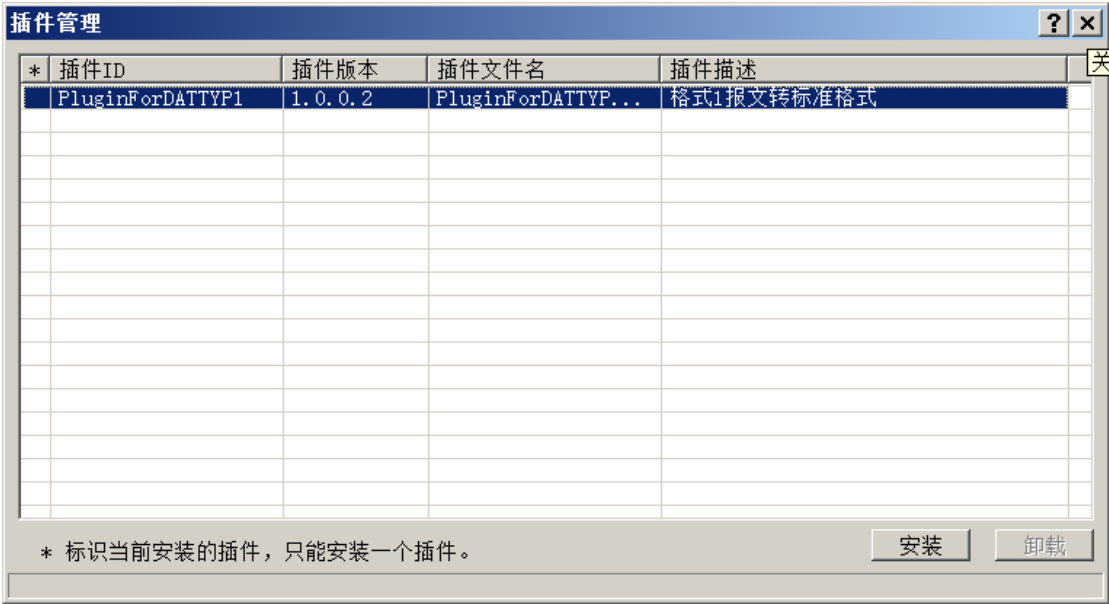 插件管理
* 插件ID 插件版本 插件文件名 插件描述
PluginForDATTYP1 1.0.0.2 PluginForDATTYP... 格式1报文转标准格式
* 标识当前安装的插件，只能安装一个插件。
安装 卸载
关